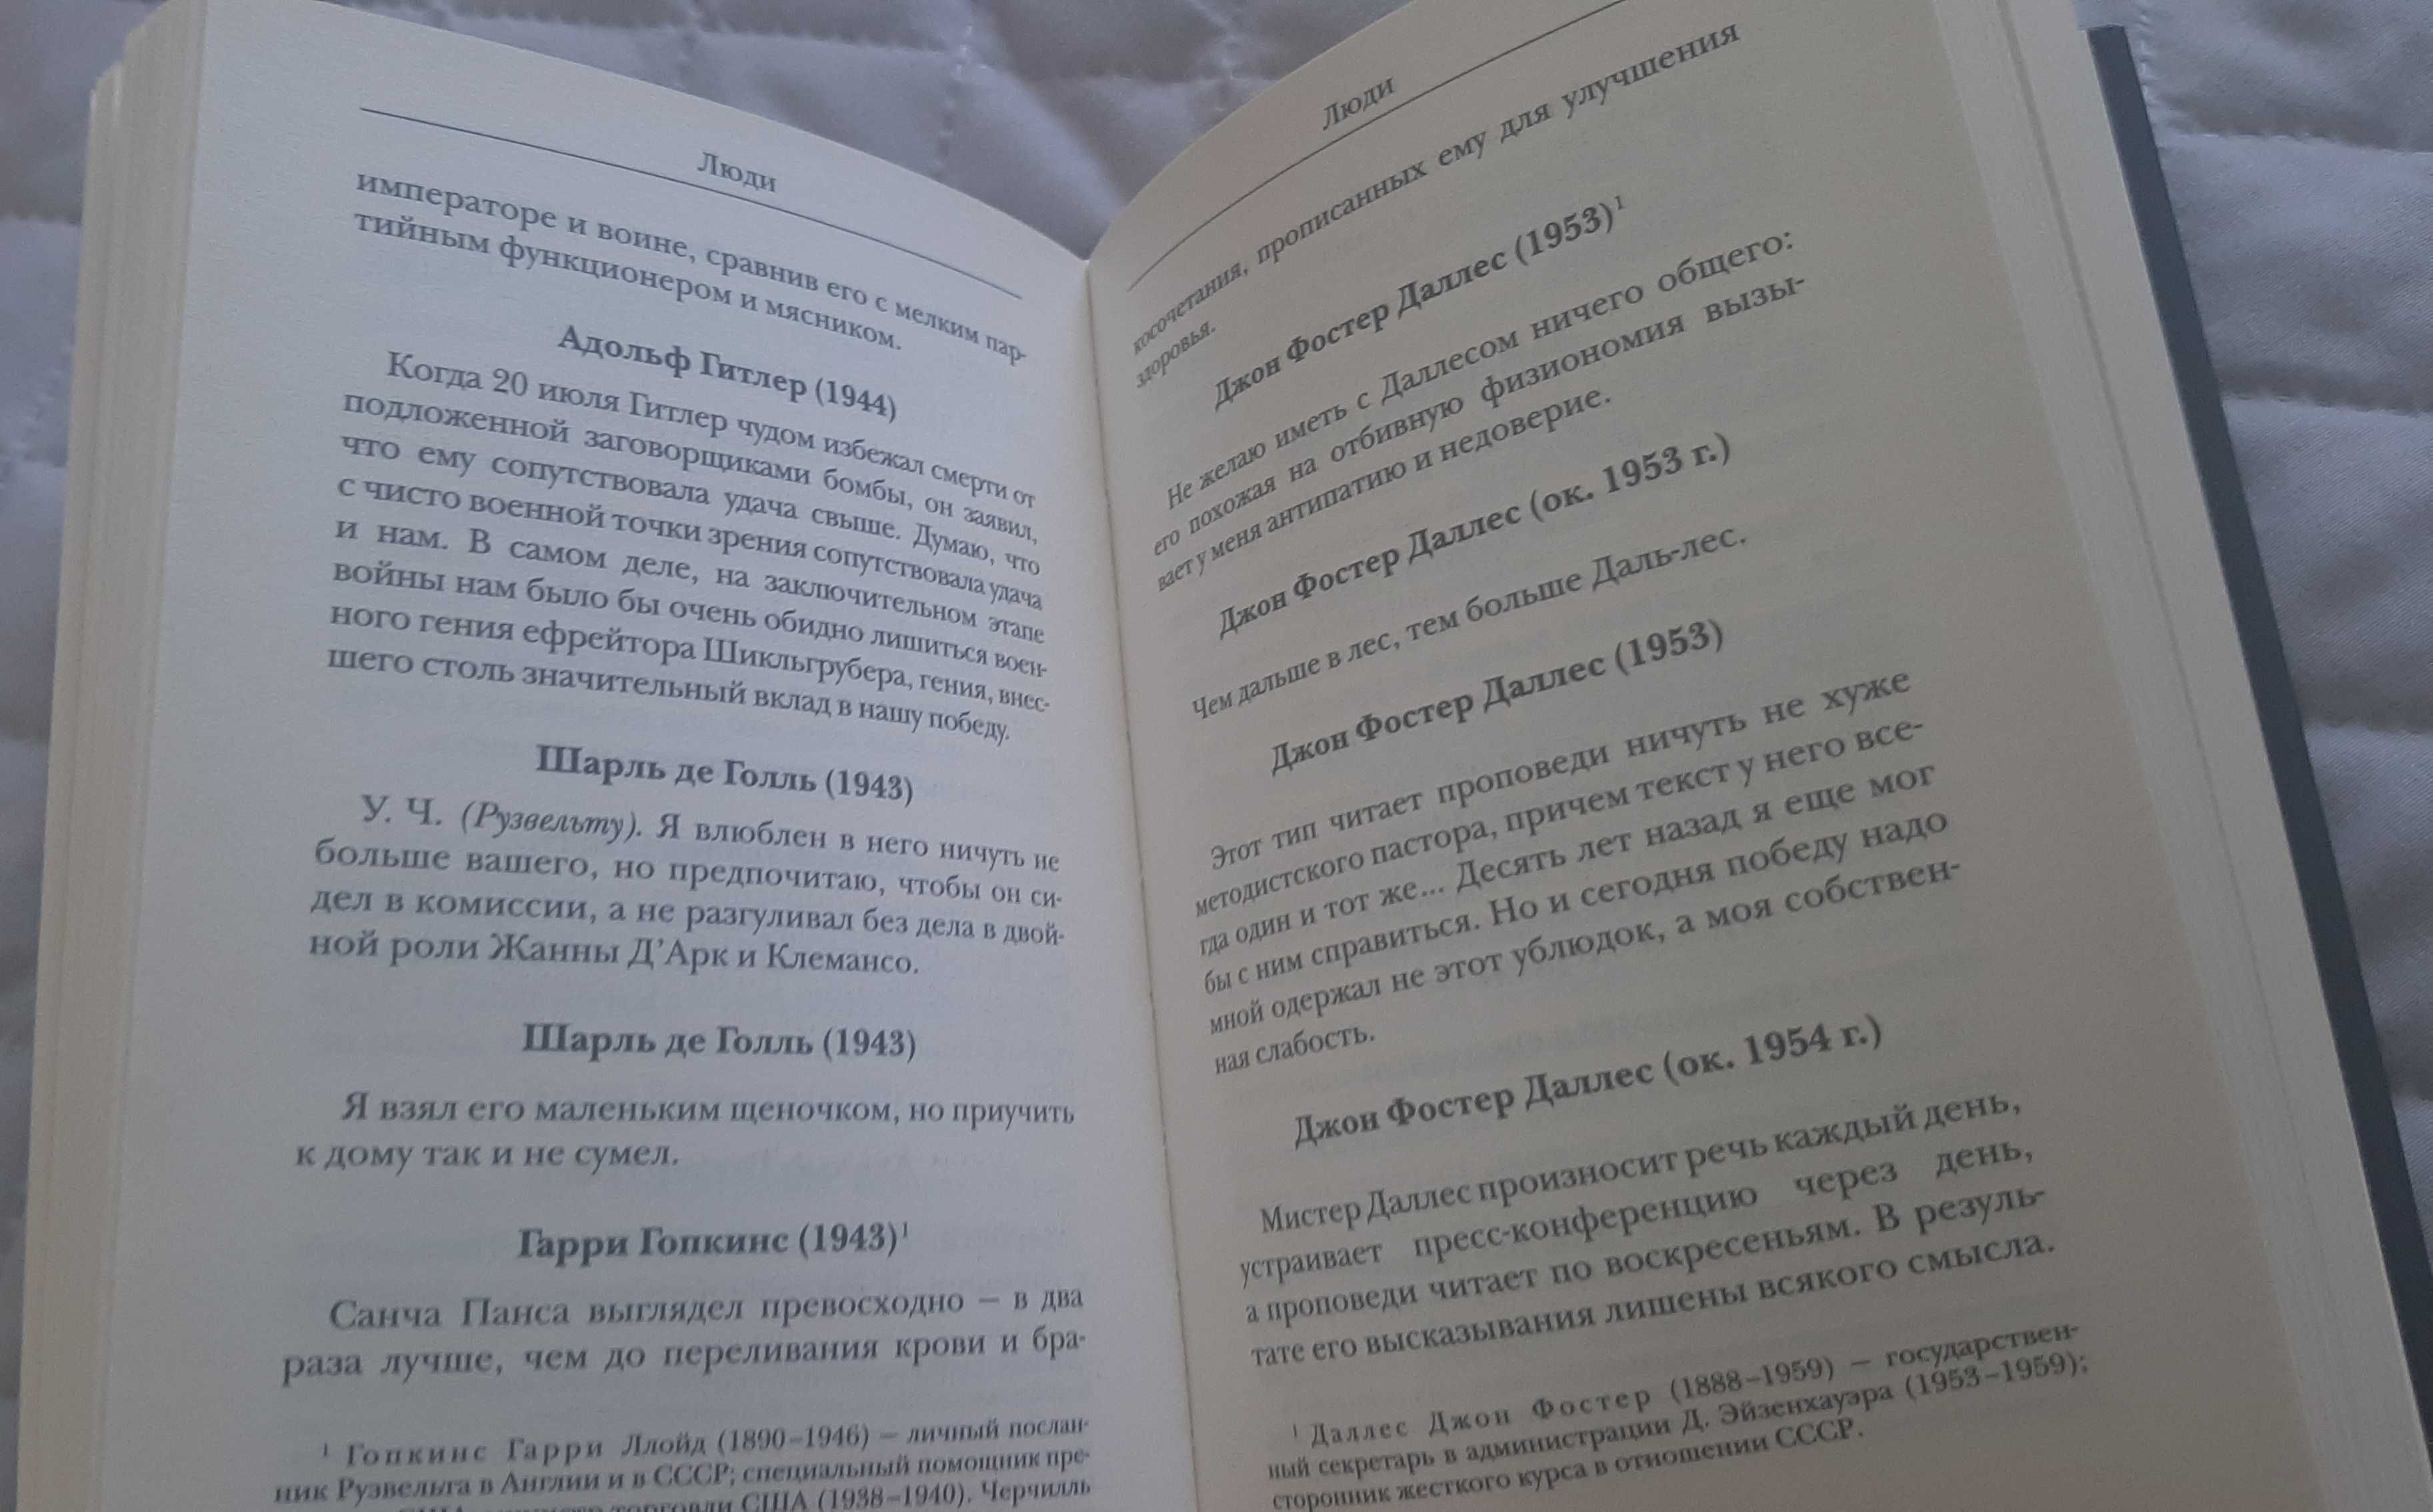 Люди
императоре и воине, сравнив его с мелким пар-
тийным функционером и мясником.
Адольф Гитлер (1944)
Когда 20 июля Гитлер чудом избежал смерти от
подложенной заговорщиками бомбы, он заявил,
что ему сопутствовала удача свыше. Думаю, что
с чисто военной точки зрения сопутствовала удача
и нам. В самом деле, на заключительном этапе
войны нам было бы очень обидно лишиться воен-
ного гения ефрейтора Шикльгрубера, гения, внес-
шего столь значительный вклад в нашу победу.
Шарль де Голль (1943)
У. Ч. (Рузвельту). Я влюблен в него ничуть не
больше вашего, но предпочитаю, чтобы он си-
дел в комиссии, а не разгуливал без дела в двой-
ной роли Жанны Д'Арк и Клемансо.
Шарль де Голль (1943)
Я взял его маленьким щеночком, но приучить
к дому так и не сумел.
Гарри Гопкинс (1943)¹
Санча Панса выглядел превосходно – в два
раза лучше, чем до переливания крови и бра-
¹ Гопкинс Гарри Ллойд (1890–1946) – личный послан-
ник Рузвельта в Англии и в СССР; специальный помощник пре-
США, министр торговли США (1938–1940). Черчилль
Люди
косочетания, прописанных ему для улучшения
здоровья.
Джон Фостер Даллес (1953)¹
Не желаю иметь с Даллесом ничего общего:
его похожая на отбивную физиономия вызы-
вает у меня антипатию и недоверие.
Джон Фостер Даллес (ок. 1953 г.)
Чем дальше в лес, тем больше Даль-лес.
Джон Фостер Даллес (1953)
Этот тип читает проповеди ничуть не хуже
методистского пастора, причем текст у него все-
гда один и тот же... Десять лет назад я еще мог
бы с ним справиться. Но и сегодня победу надо
мной одержал не этот ублюдок, а моя собствен-
ная слабость.
Джон Фостер Даллес (ок. 1954 г.)
Мистер Даллес произносит речь каждый день,
устраивает пресс-конференцию через день,
а проповеди читает по воскресеньям. В резуль-
тате его высказывания лишены всякого смысла.
¹ Даллес Джон Фостер (1888–1959) – государствен-
ный секретарь в администрации Д. Эйзенхауэра (1953–1959);
сторонник жесткого курса в отношении СССР.